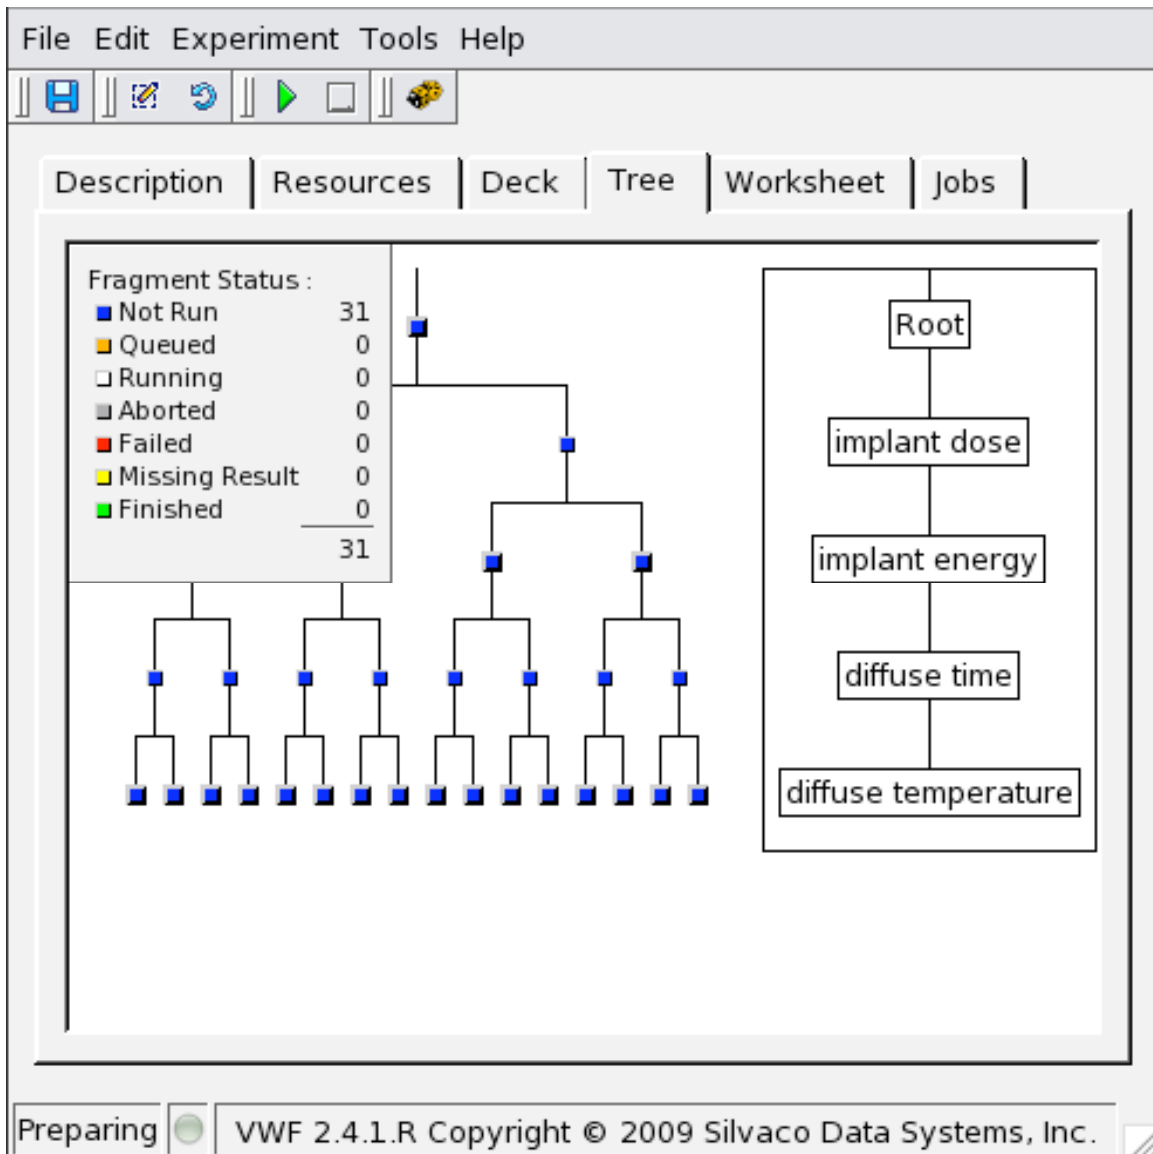 File Edit Experiment Tools Help
Description Resources Deck Tree Worksheet Jobs
Fragment Status :
Not Run 31
Queued 0
Running 0
Aborted 0
Failed 0
Missing Result 0
Finished 0
31
Root
implant dose
implant energy
diffuse time
diffuse temperature
Preparing VWF 2.4.1.R Copyright © 2009 Silvaco Data Systems, Inc.